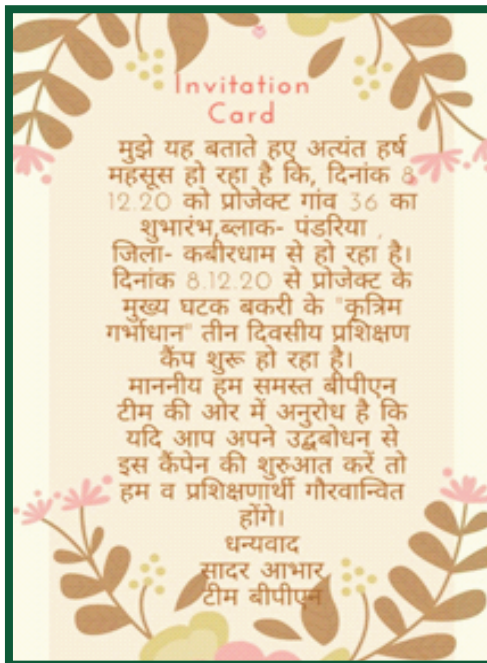 Invitation
Card
मुझे यह बताते हुए अत्यंत हर्ष
महसूस हो रहा है कि, दिनांक 8
12.20 को प्रोजेक्ट गांव 36 का
शुभारंभ,ब्लाक- पंडरिया ,
जिला- कबीरधाम से हो रहा है।
दिनांक 8.12.20 से प्रोजेक्ट के
मुख्य घटक बकरी के "कृत्रिम
गर्भाधान" तीन दिवसीय प्रशिक्षण
कैंप शुरू हो रहा है।
माननीय हम समस्त बीपीएन
टीम की ओर में अनुरोध है कि
यदि आप अपने उद्बबोधन से
इस कैंपेन की शुरुआत करें तो
हम व प्रशिक्षणार्थी गौरवान्वित
होंगे।
धन्यवाद
सादर आभार
टीम बीपीएन